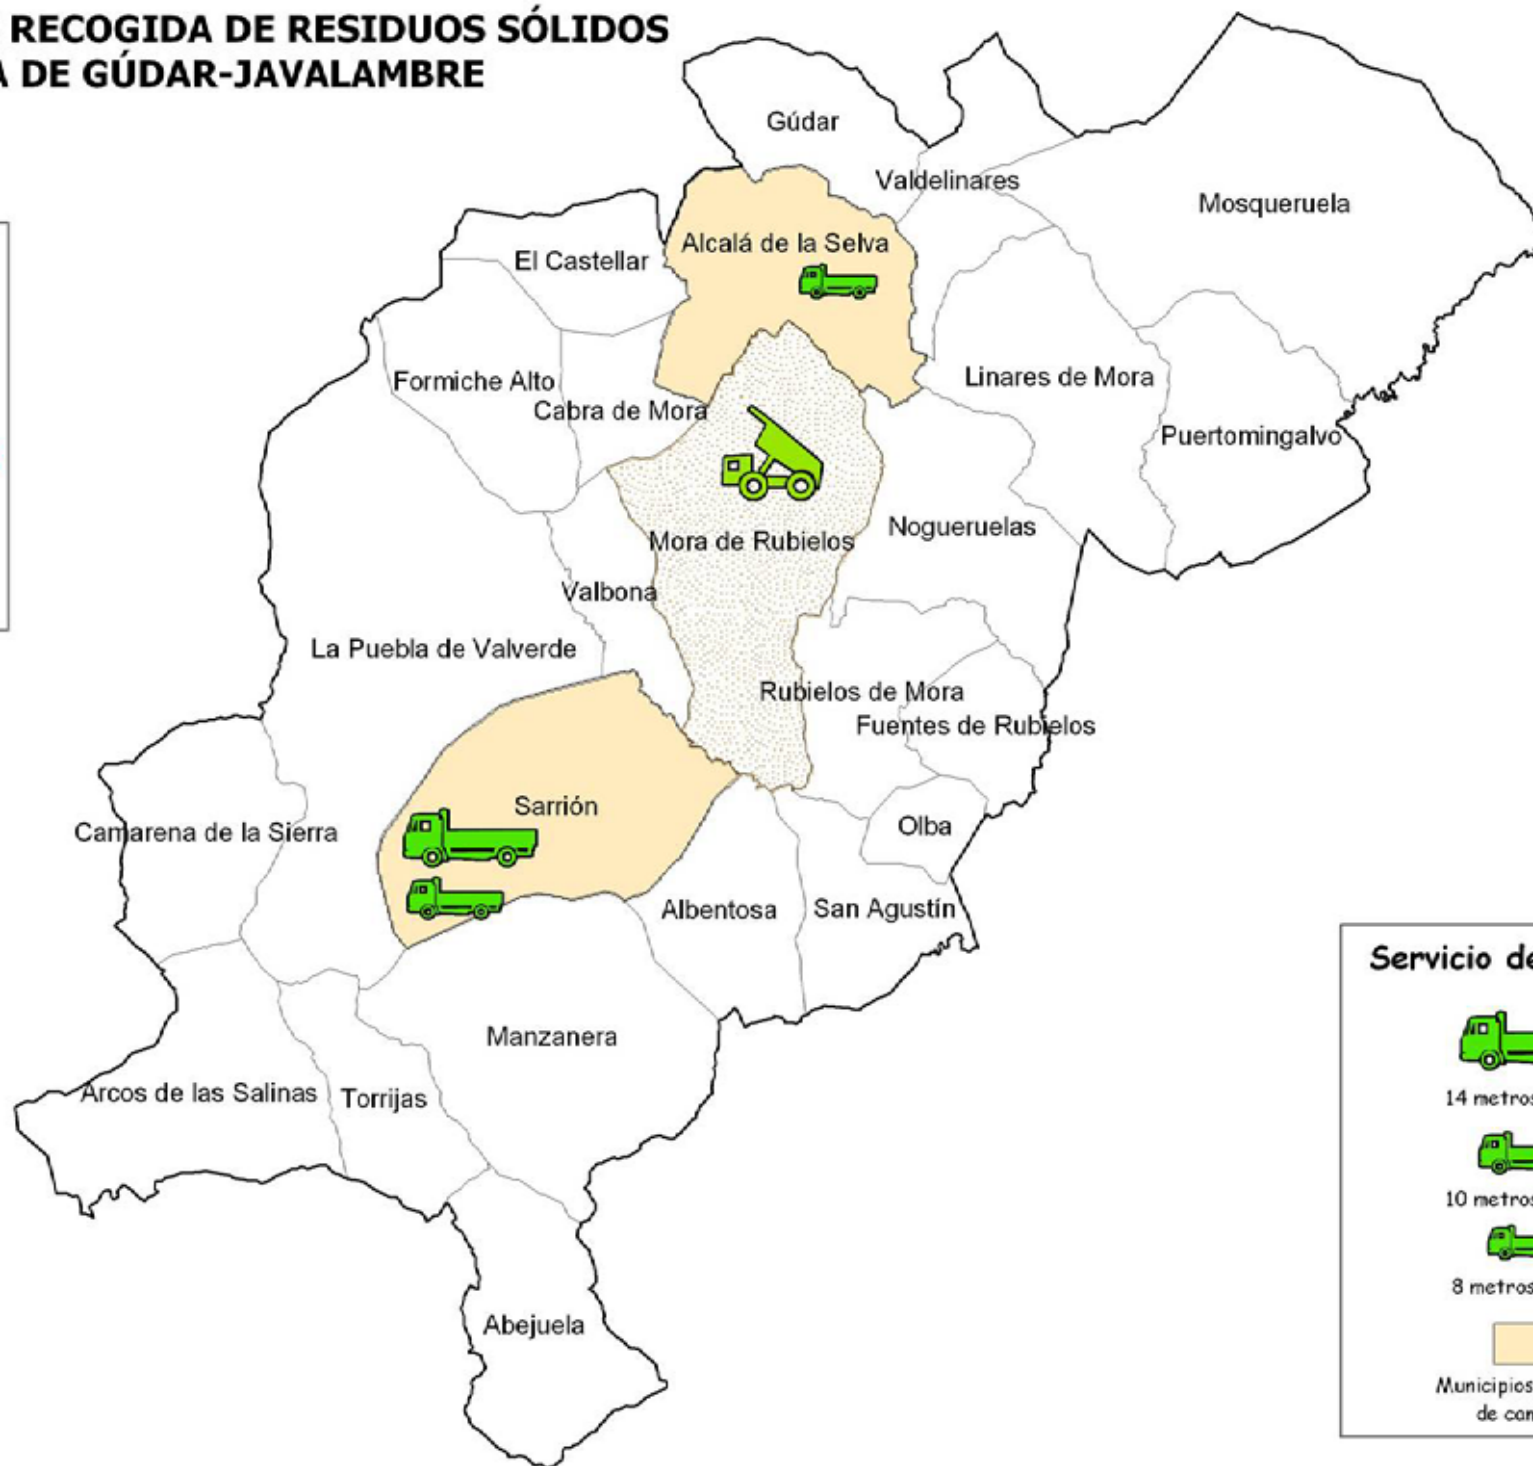 RECOGIDA DE RESIDUOS SÓLIDOS
A DE GÚDAR-JAVALAMBRE
Gúdar
Valdelinares
Mosqueruela
Alcalá de la Selva
El Castellar
Linares de Mora
Formiche Alto
Cabra de Mora
Puertomingalvo
Nogueruelas
Mora de Rubielos
Valbona
La Puebla de Valverde
Rubielos de Mora
Fuentes de Rubielos
Sarrión
Olba
Camarena de la Sierra
Albentosa
San Agustín
Manzanera
Arcos de las Salinas
Torrijas
Abejuela
Servicio de
14 metros
10 metros
8 metros
Municipios
de